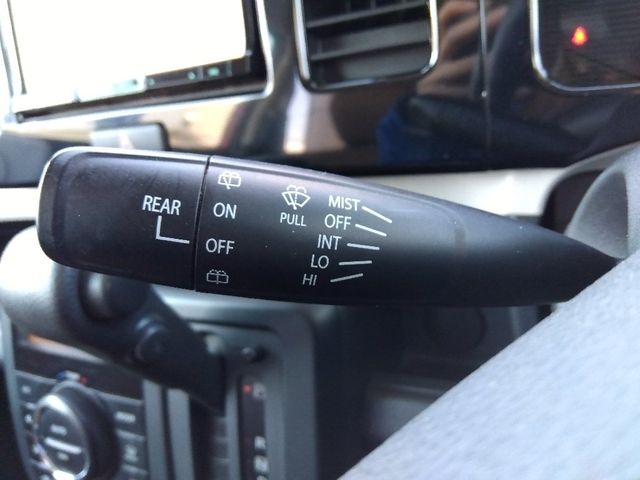 REAR
ON
OFF
PULL
MIST
OFF
INT
LO
HI